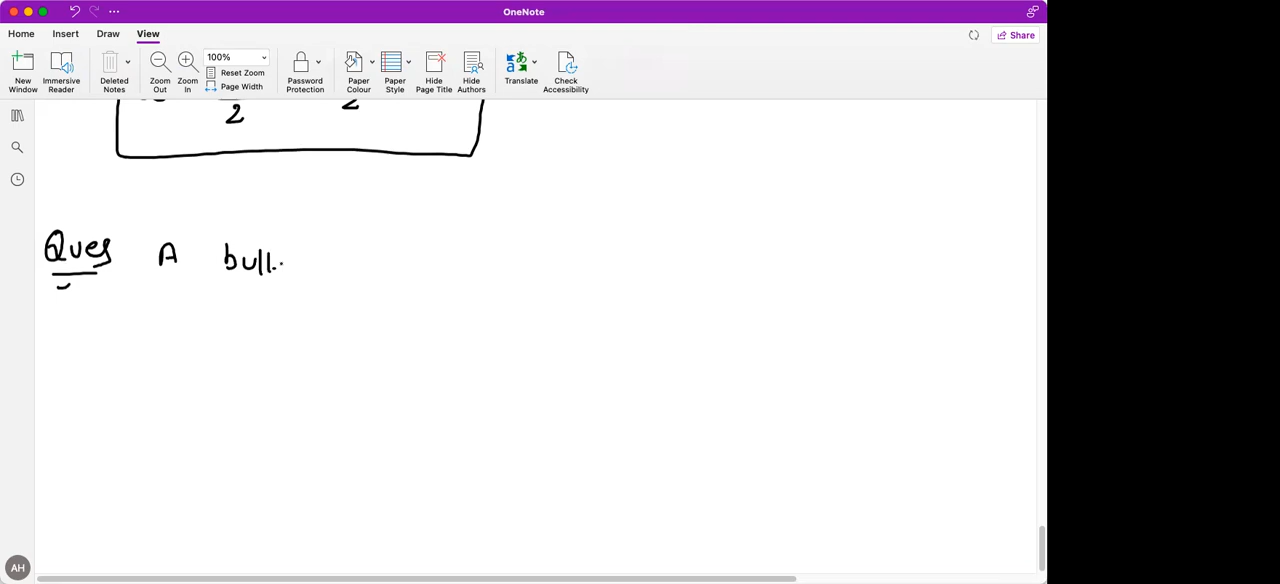 OneNote
Home Insert Draw View
Share
100%
Reset Zoom
Page Width
New Window
Immersive Reader
Deleted Notes
Zoom Out
Zoom In
Password Protection
Paper Colour
Paper Style
Hide Page Title
Hide Authors
Translate
Check Accessibility
2 2
Ques A bull
AH